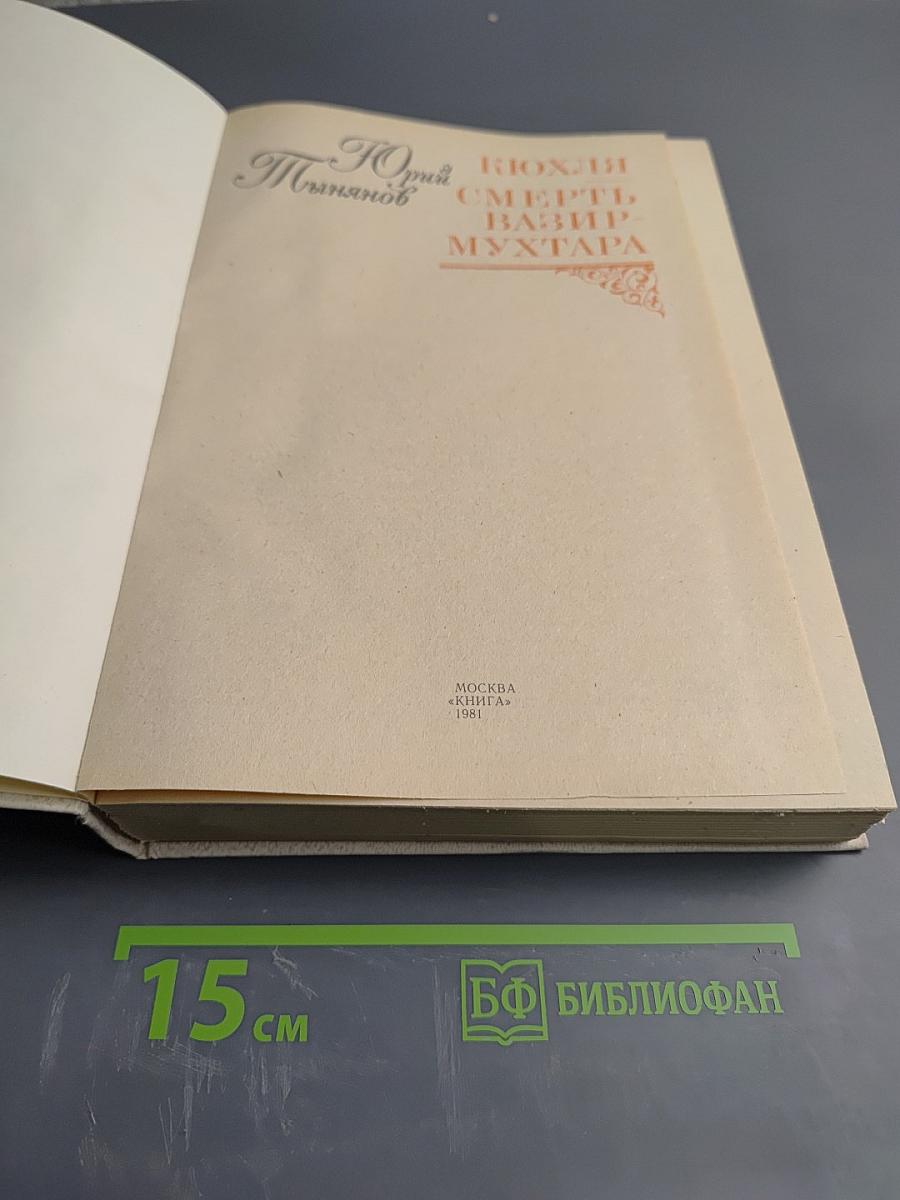 Юрий
Тынянов
КЮХЛЯ
СМЕРТЬ
ВАЗИР-
МУХТАРА
МОСКВА
«КНИГА»
1981
15 см
БФ БИБЛИОФАН